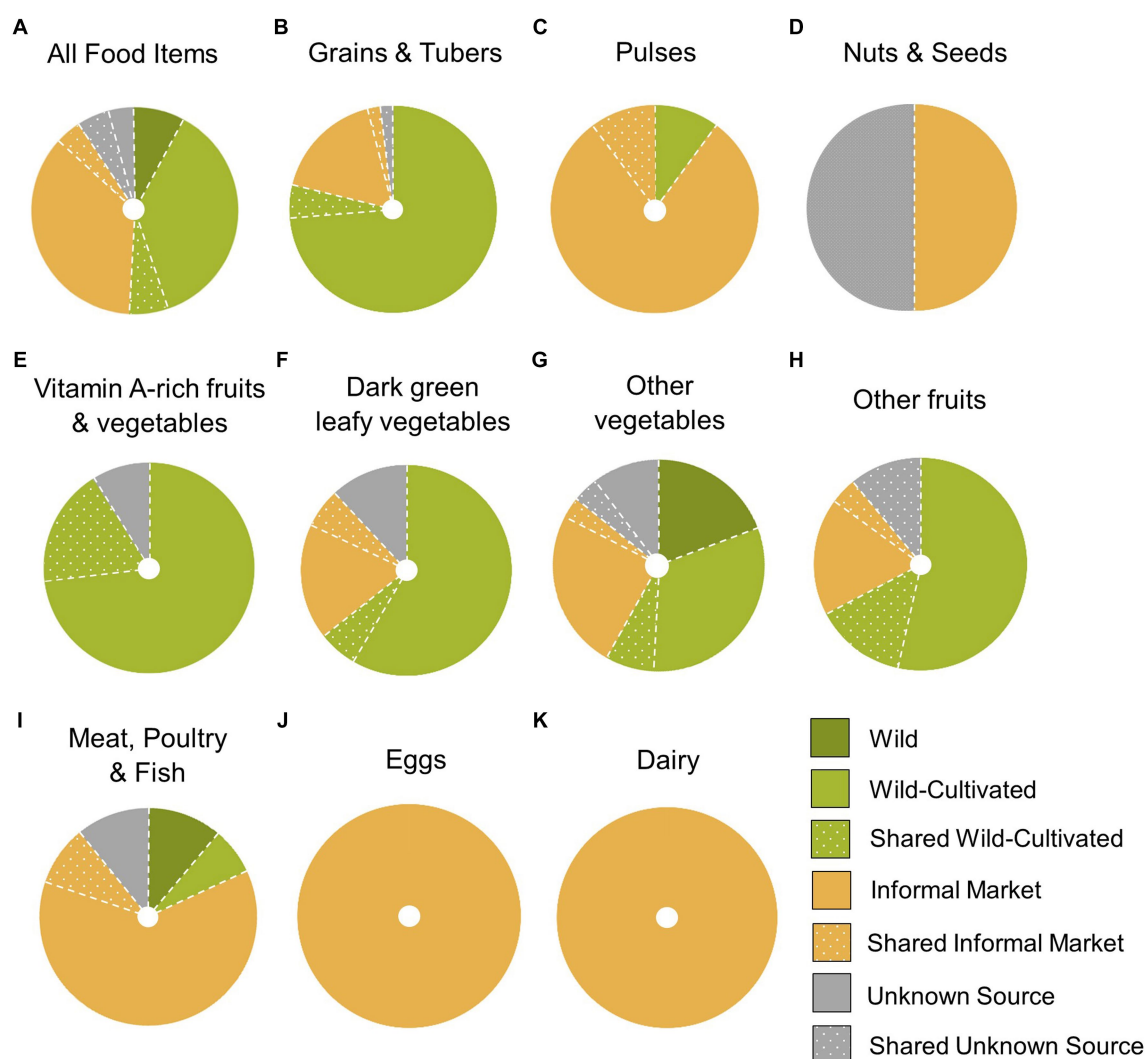 A
All Food Items
B
Grains & Tubers
C
Pulses
D
Nuts & Seeds
E
Vitamin A-rich fruits
& vegetables
F
Dark green
leafy vegetables
G
Other
vegetables
H
Other fruits
I
Meat, Poultry
& Fish
J
Eggs
K
Dairy
Wild
Wild-Cultivated
Shared Wild-Cultivated
Informal Market
Shared Informal Market
Unknown Source
Shared Unknown Source